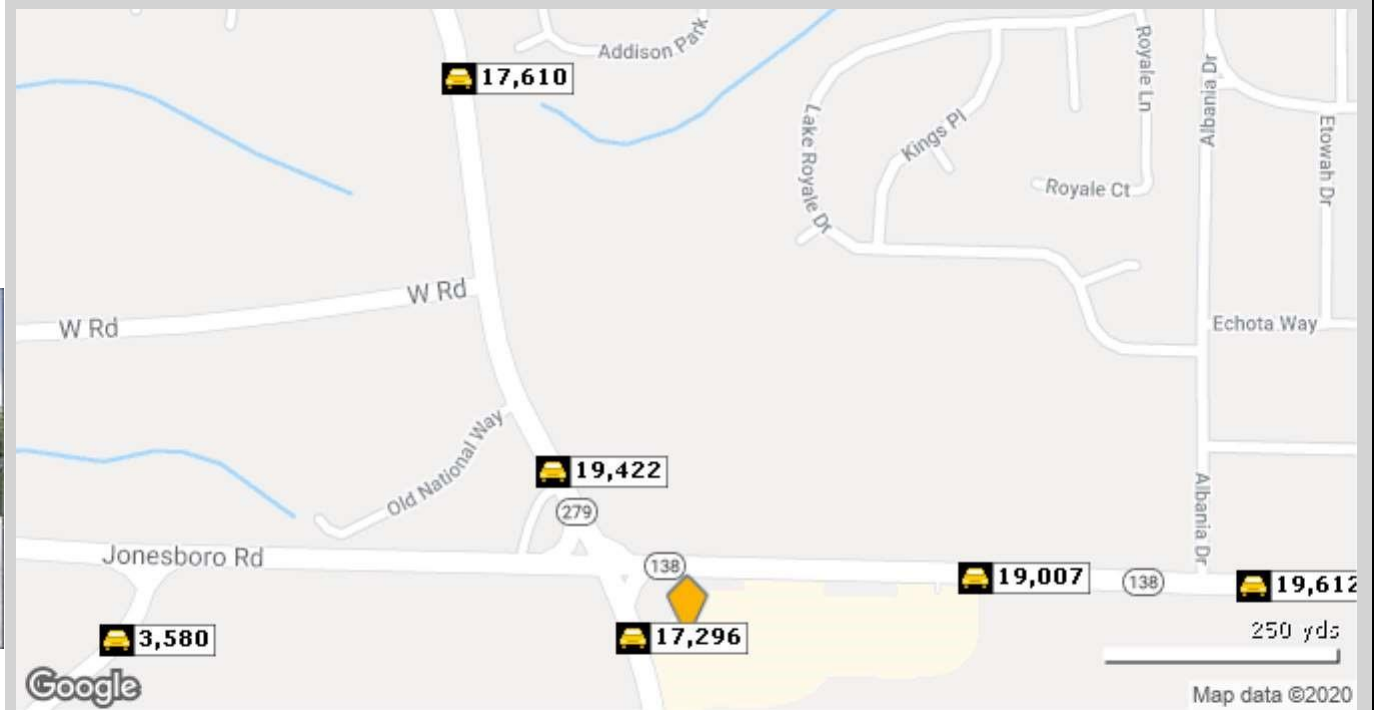 Addison Park
17,610
Royale Ln
Albania Dr
Lake Royale Dr
Kings Pl
Etowah Dr
Royale Ct
W Rd
W Rd
Echota Way
Old National Way
19,422
279
Jonesboro Rd
138
Albania Dr
19,007
138
19,612
3,580
17,296
250 yds
Google
Map data ©2020